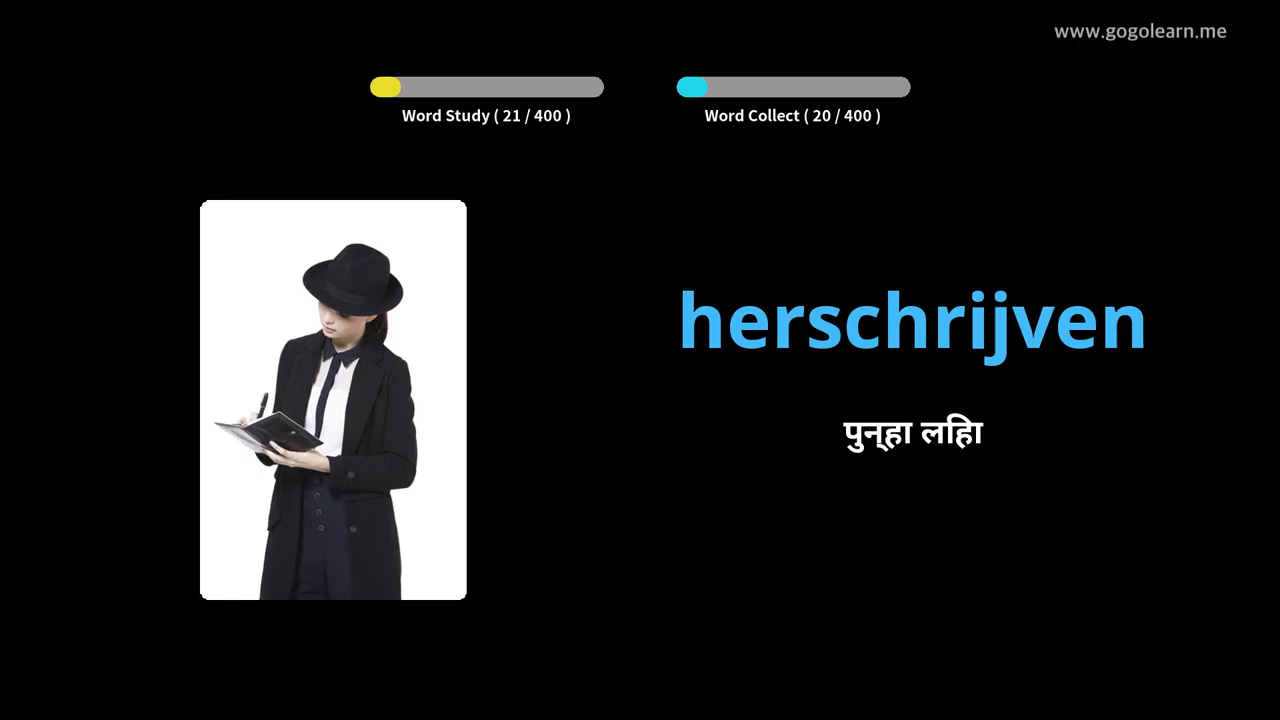 www.gogolearn.me
Word Study ( 21 / 400 )
Word Collect ( 20 / 400 )
herschrijven
पुन्हा लिहा